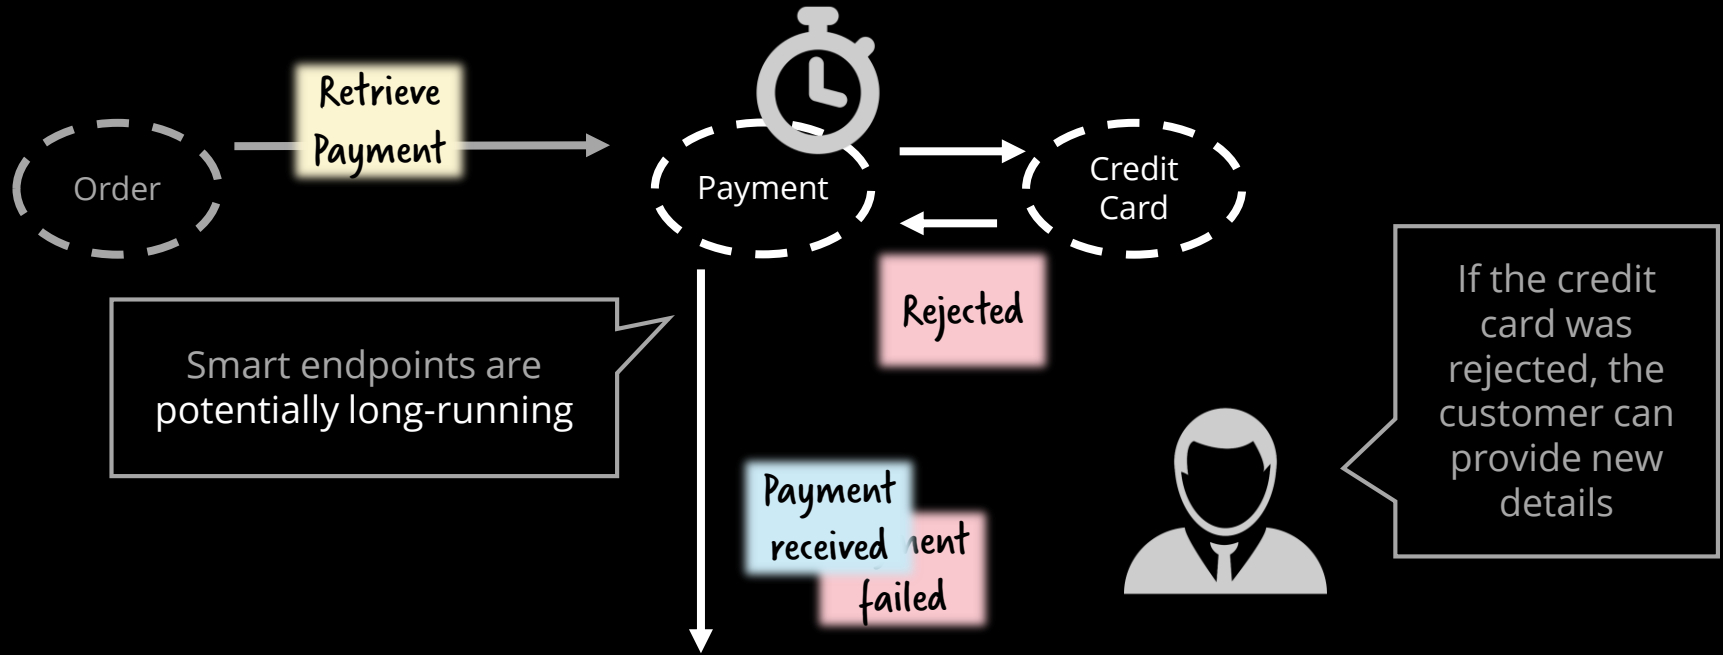 Retrieve
Payment
Order
Payment
Credit
Card
Rejected
If the credit
card was
rejected, the
customer can
provide new
details
Smart endpoints are
potentially long-running
Payment
received
failed